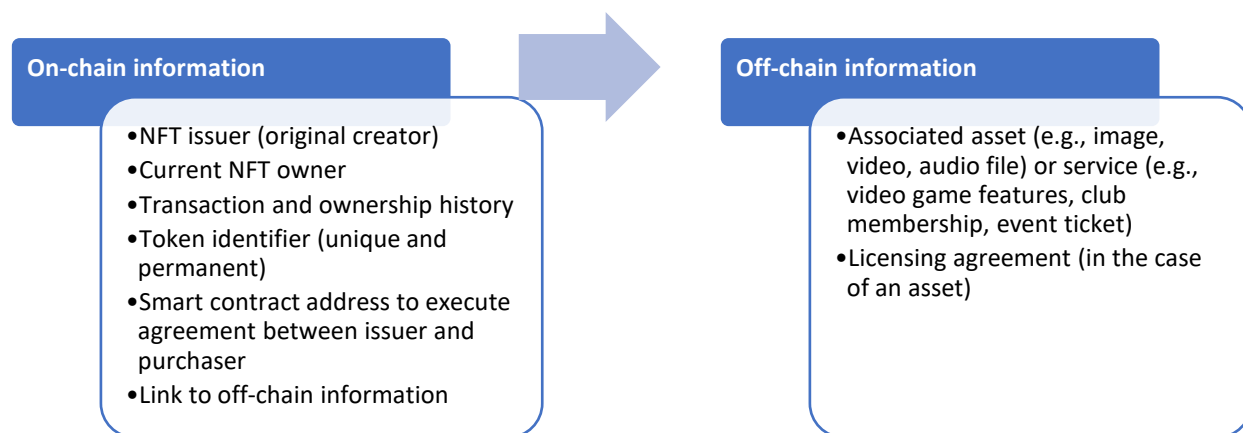 On-chain information
•NFT issuer (original creator)
•Current NFT owner
•Transaction and ownership history
•Token identifier (unique and
permanent)
•Smart contract address to execute
agreement between issuer and
purchaser
•Link to off-chain information
Off-chain information
•Associated asset (e.g., image,
video, audio file) or service (e.g.,
video game features, club
membership, event ticket)
•Licensing agreement (in the case
of an asset)